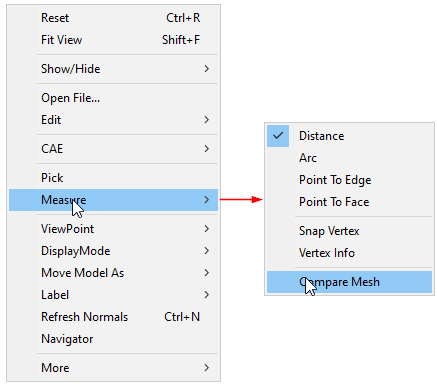 Reset Ctrl+R
Fit View Shift+F
Show/Hide
Open File...
Edit
CAE
Pick
Measure
ViewPoint
DisplayMode
Move Model As
Label
Refresh Normals Ctrl+N
Navigator
More
Distance
Arc
Point To Edge
Point To Face
Snap Vertex
Vertex Info
Compare Mesh